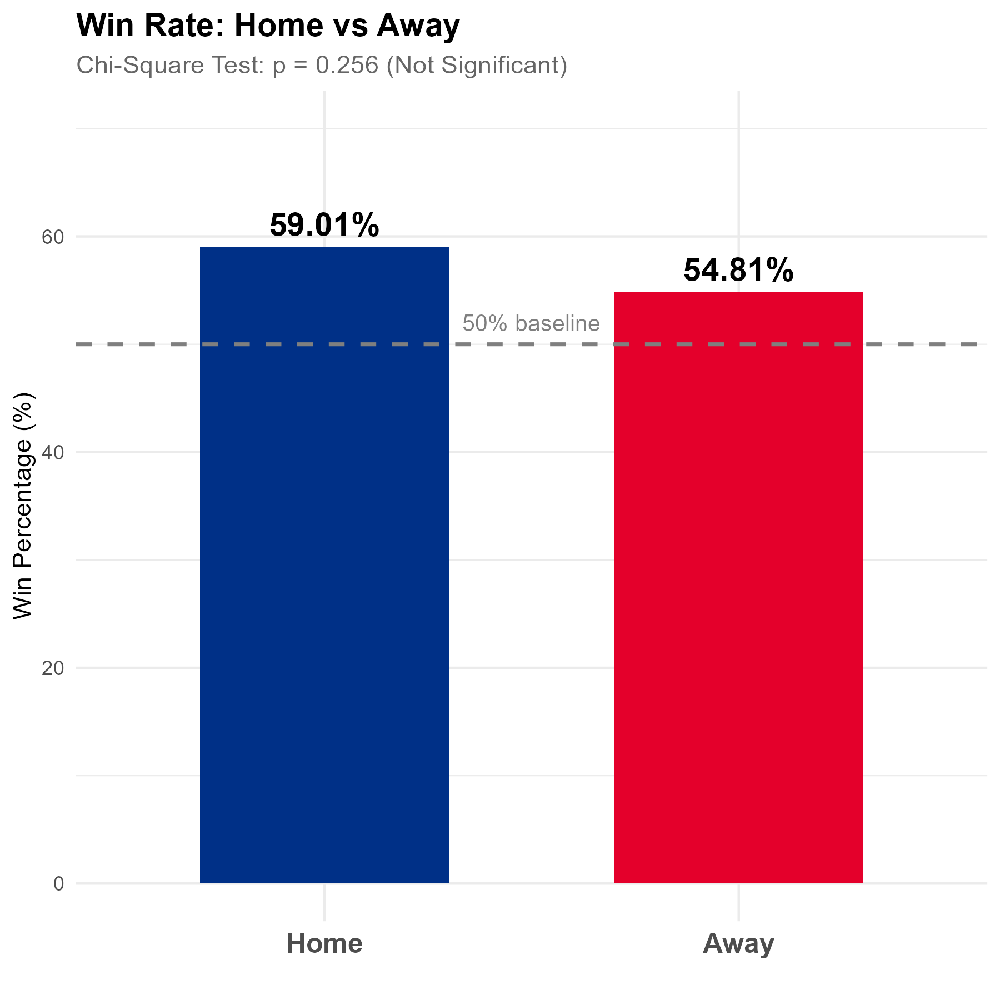 Win Rate: Home vs Away
Chi-Square Test: p = 0.256 (Not Significant)
Win Percentage (%)
60
40
20
0
59.01%
54.81%
50% baseline
Home
Away